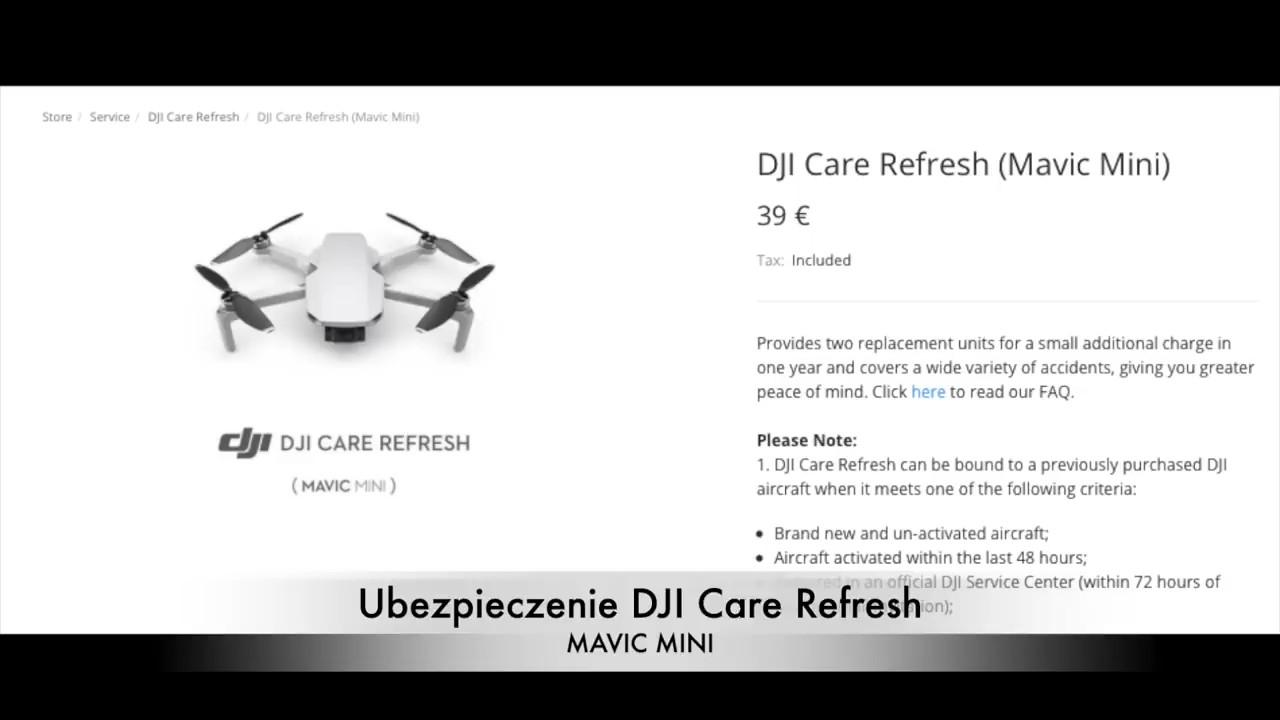 Store / Service / DJI Care Refresh / DJI Care Refresh (Mavic Mini)
DJI Care Refresh (Mavic Mini)
39 €
Tax: Included
Provides two replacement units for a small additional charge in
one year and covers a wide variety of accidents, giving you greater
peace of mind. Click here to read our FAQ.
Please Note:
1. DJI Care Refresh can be bound to a previously purchased DJI
aircraft when it meets one of the following criteria:
• Brand new and un-activated aircraft;
• Aircraft activated within the last 48 hours;
in an official DJI Service Center (within 72 hours of
dji DJI CARE REFRESH
( MAVIC MINI )
Ubezpieczenie DJI Care Refresh
MAVIC MINI